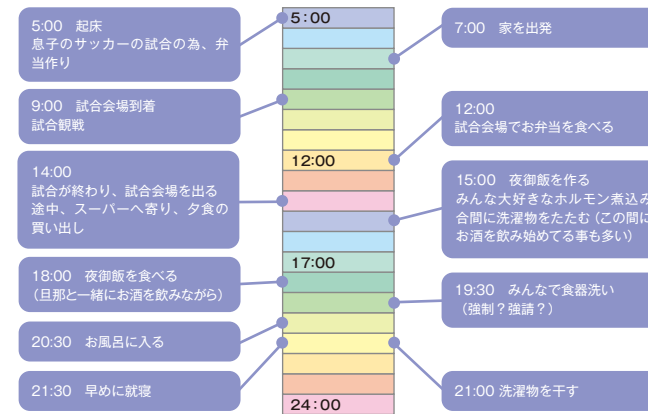 5:00　起床
息子のサッカーの試合の為、弁
当作り
9:00　試合会場到着
試合観戦
14:00
試合が終わり、試合会場を出る
途中、スーパーへ寄り、夕食の
買い出し
18:00　夜御飯を食べる
（旦那と一緒にお酒を飲みながら）
20:30　お風呂に入る
21:30　早めに就寝
5:00
12:00
17:00
24:00
7:00　家を出発
12:00
試合会場でお弁当を食べる
15:00　夜御飯を作る
みんな大好きなホルモン煮込み
合間に洗濯物をたたむ（この間に
お酒を飲み始めてる事も多い）
19:30　みんなで食器洗い
（強制？強請？）
21:00 洗濯物を干す